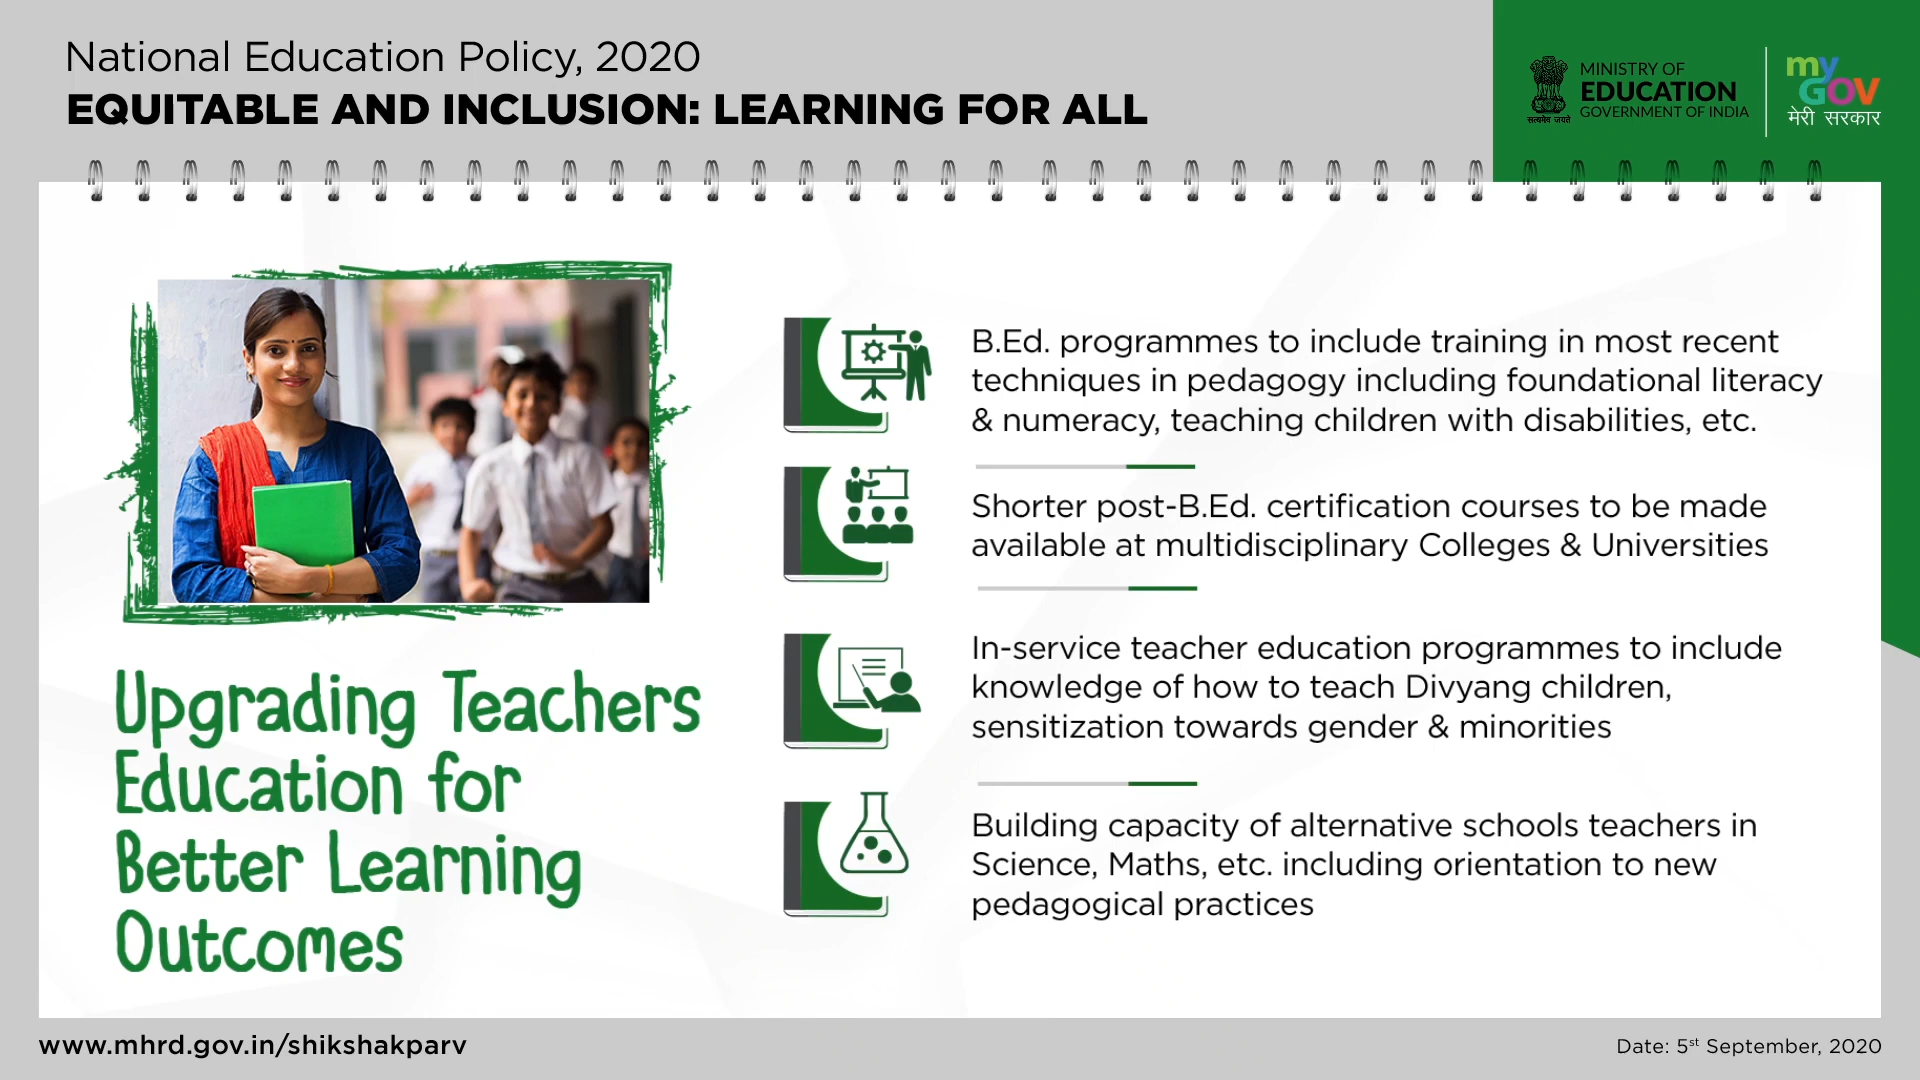 National Education Policy, 2020
EQUITABLE AND INCLUSION: LEARNING FOR ALL
सत्यमेव जयते
MINISTRY OF
EDUCATION
GOVERNMENT OF INDIA
my
GOV
मेरी सरकार
Upgrading Teachers
Education for
Better Learning
Outcomes
B.Ed. programmes to include training in most recent
techniques in pedagogy including foundational literacy
& numeracy, teaching children with disabilities, etc.
Shorter post-B.Ed. certification courses to be made
available at multidisciplinary Colleges & Universities
In-service teacher education programmes to include
knowledge of how to teach Divyang children,
sensitization towards gender & minorities
Building capacity of alternative schools teachers in
Science, Maths, etc. including orientation to new
pedagogical practices
www.mhrd.gov.in/shikshakparv
Date: 5st September, 2020